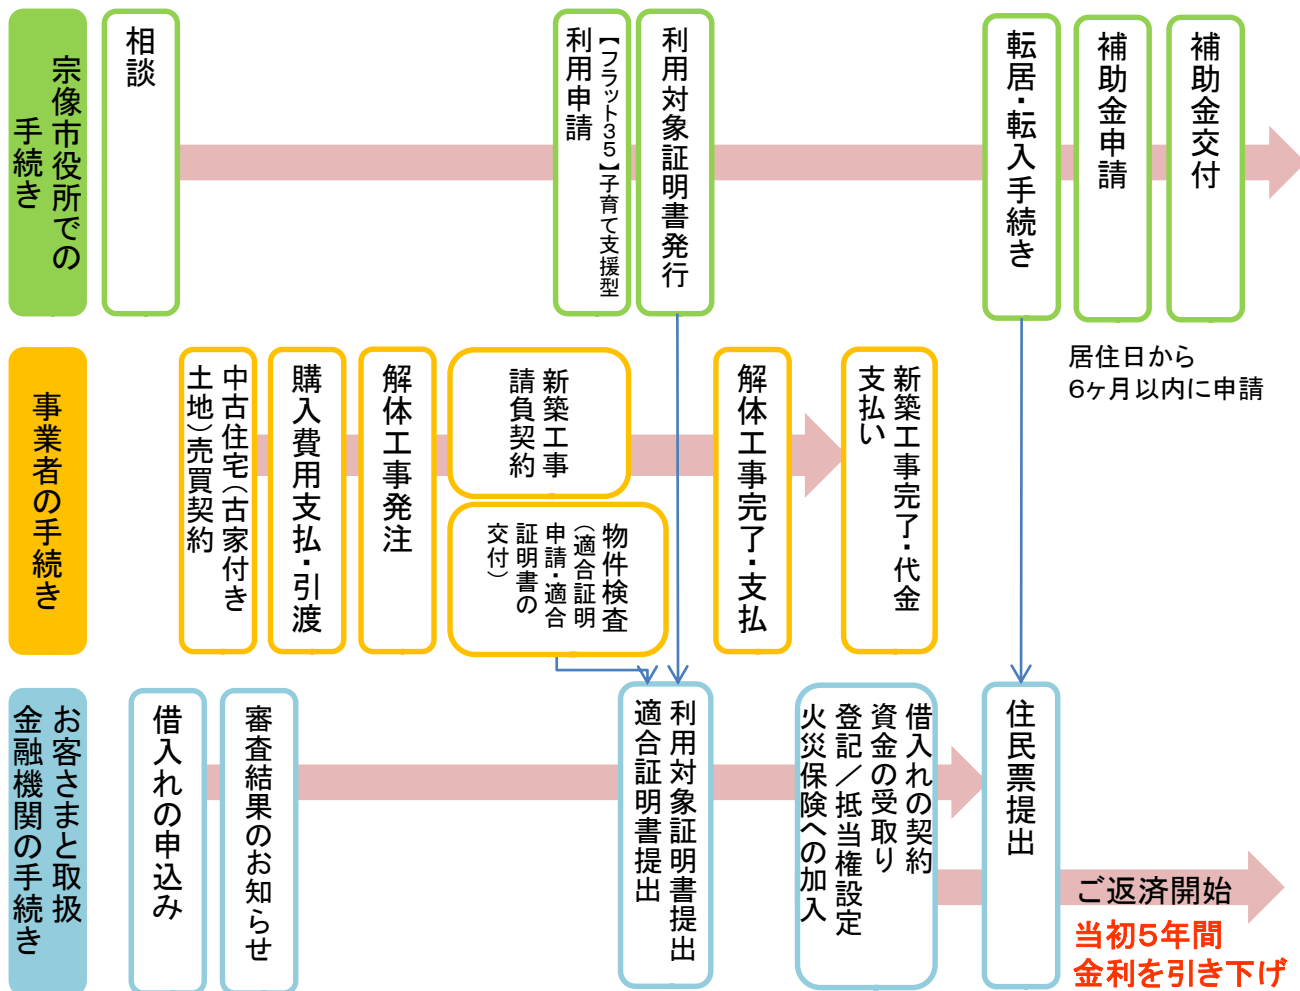 宗像市役所での
手続き
相談
【フラット35】子育て支援型
利用申請
利用対象証明書発行
転居・転入手続き
補助金申請
補助金交付
居住日から
6ヶ月以内に申請
事業者の手続き
中古住宅(古家付き
土地)売買契約
購入費用支払・引渡
解体工事発注
新築工事
請負契約
物件検査
(適合証明
申請・適合
証明書の
交付)
解体工事完了・支払
新築工事完了・代金
支払い
お客さまと取扱
金融機関の手続き
借入れの申込み
審査結果のお知らせ
利用対象証明書提出
適合証明書提出
借入れの契約
資金の受取り
登記/抵当権設定
火災保険への加入
住民票提出
ご返済開始
当初5年間
金利を引き下げ